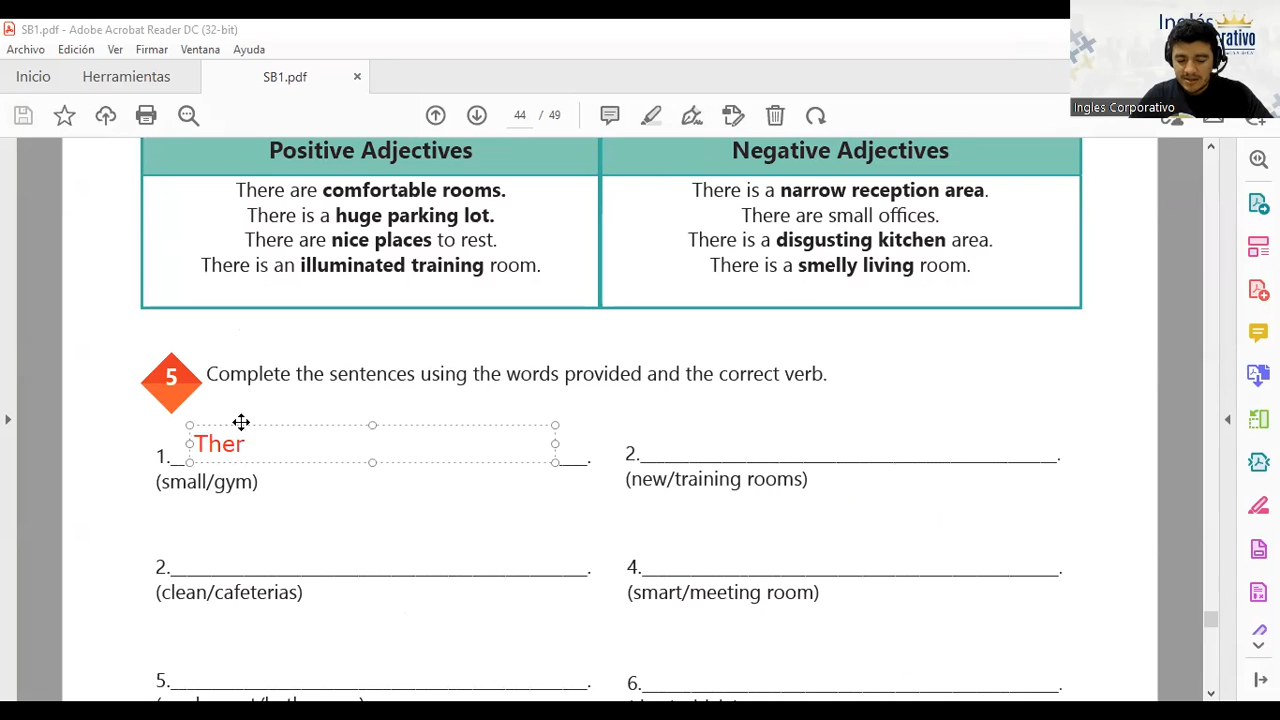 SB1.pdf - Adobe Acrobat Reader DC (32-bit)
Archivo Edición Ver Firmar Ventana Ayuda
Inicio Herramientas SB1.pdf ×
44 / 49
Inglés
Ingles Corporativo
Positive Adjectives
There are comfortable rooms.
There is a huge parking lot.
There are nice places to rest.
There is an illuminated training room.
Negative Adjectives
There is a narrow reception area.
There are small offices.
There is a disgusting kitchen area.
There is a smelly living room.
5 Complete the sentences using the words provided and the correct verb.
1. Ther .
(small/gym)
2. .
(new/training rooms)
2. .
(clean/cafeterias)
4. .
(smart/meeting room)
5. .
6. .